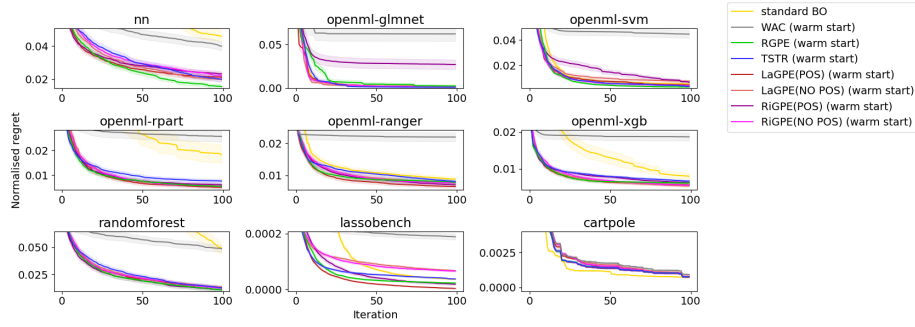 nn
0.04
0.02
0 50 100
openml-glmnet
0.05
0.00
0 50 100
openml-svm
0.04
0.02
0 50 100
standard BO
WAC (warm start)
RGPE (warm start)
TSTR (warm start)
LaGPE(POS) (warm start)
LaGPE(NO POS) (warm start)
RiGPE(POS) (warm start)
RiGPE(NO POS) (warm start)
Normalised regret
openml-rpart
0.02
0.01
0 50 100
openml-ranger
0.02
0.01
0 50 100
openml-xgb
0.02
0.01
0 50 100
randomforest
0.050
0.025
0 50 100
lassobench
0.0002
0.0000
0 50 100
Iteration
cartpole
0.0025
0.0000
0 50 100